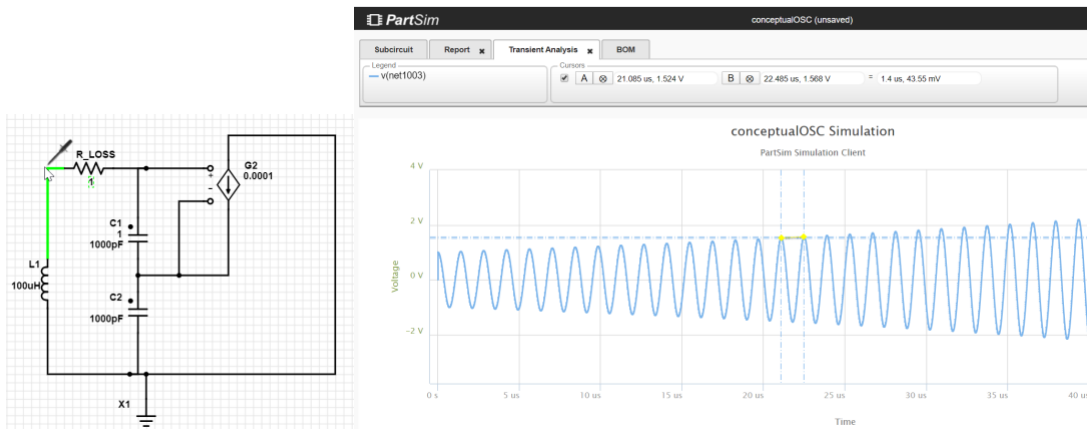 PartSim
conceptualOSC (unsaved)
Subcircuit
Report ✖
Transient Analysis ✖
BOM
Legend
v(net1003)
Cursors
A ⊗ 21.085 us, 1.524 V
B ⊗ 22.485 us, 1.568 V
= 1.4 us, 43.55 mV
conceptualOSC Simulation
PartSim Simulation Client
4 V
2 V
0 V
−2 V
Voltage
0 s
5 us
10 us
15 us
20 us
25 us
30 us
35 us
40 us
Time
R_LOSS
1
G2
0.0001
+
-
C1
1
1000pF
L1
100uH
C2
1000pF
X1